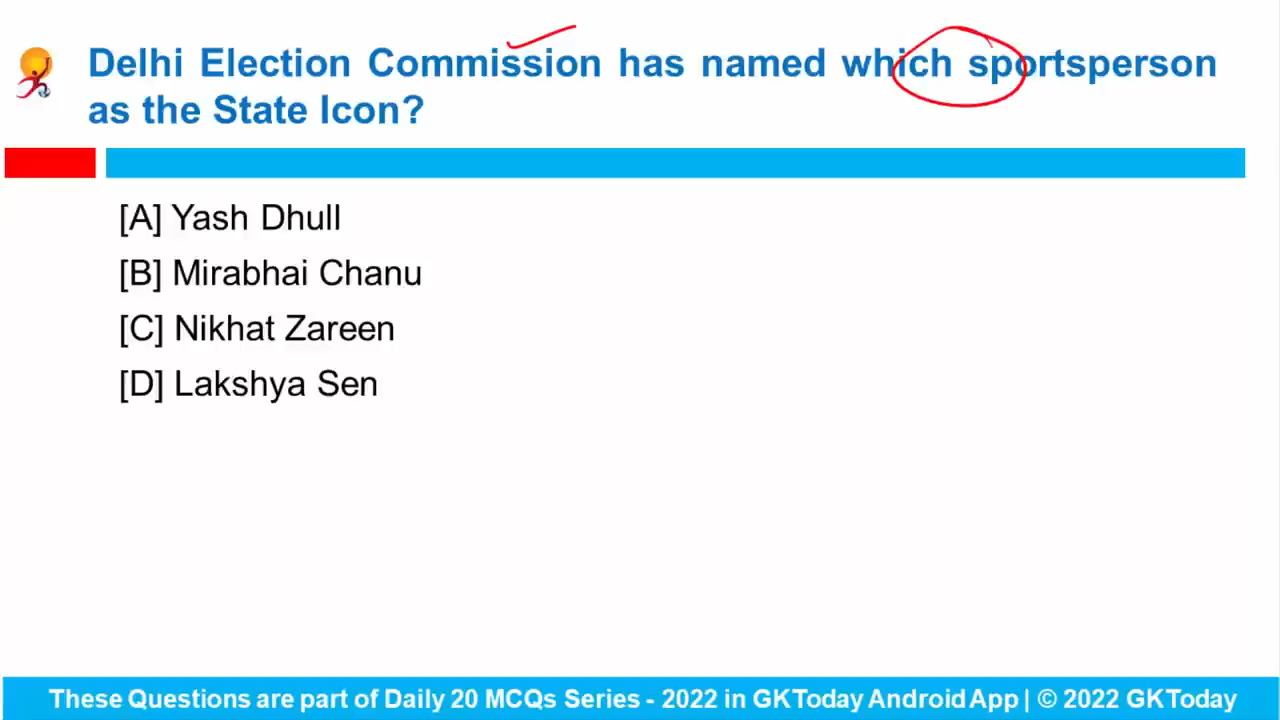 Delhi Election Commission has named which sportsperson
as the State Icon?
[A] Yash Dhull
[B] Mirabhai Chanu
[C] Nikhat Zareen
[D] Lakshya Sen
These Questions are part of Daily 20 MCQs Series - 2022 in GKToday Android App | © 2022 GKToday